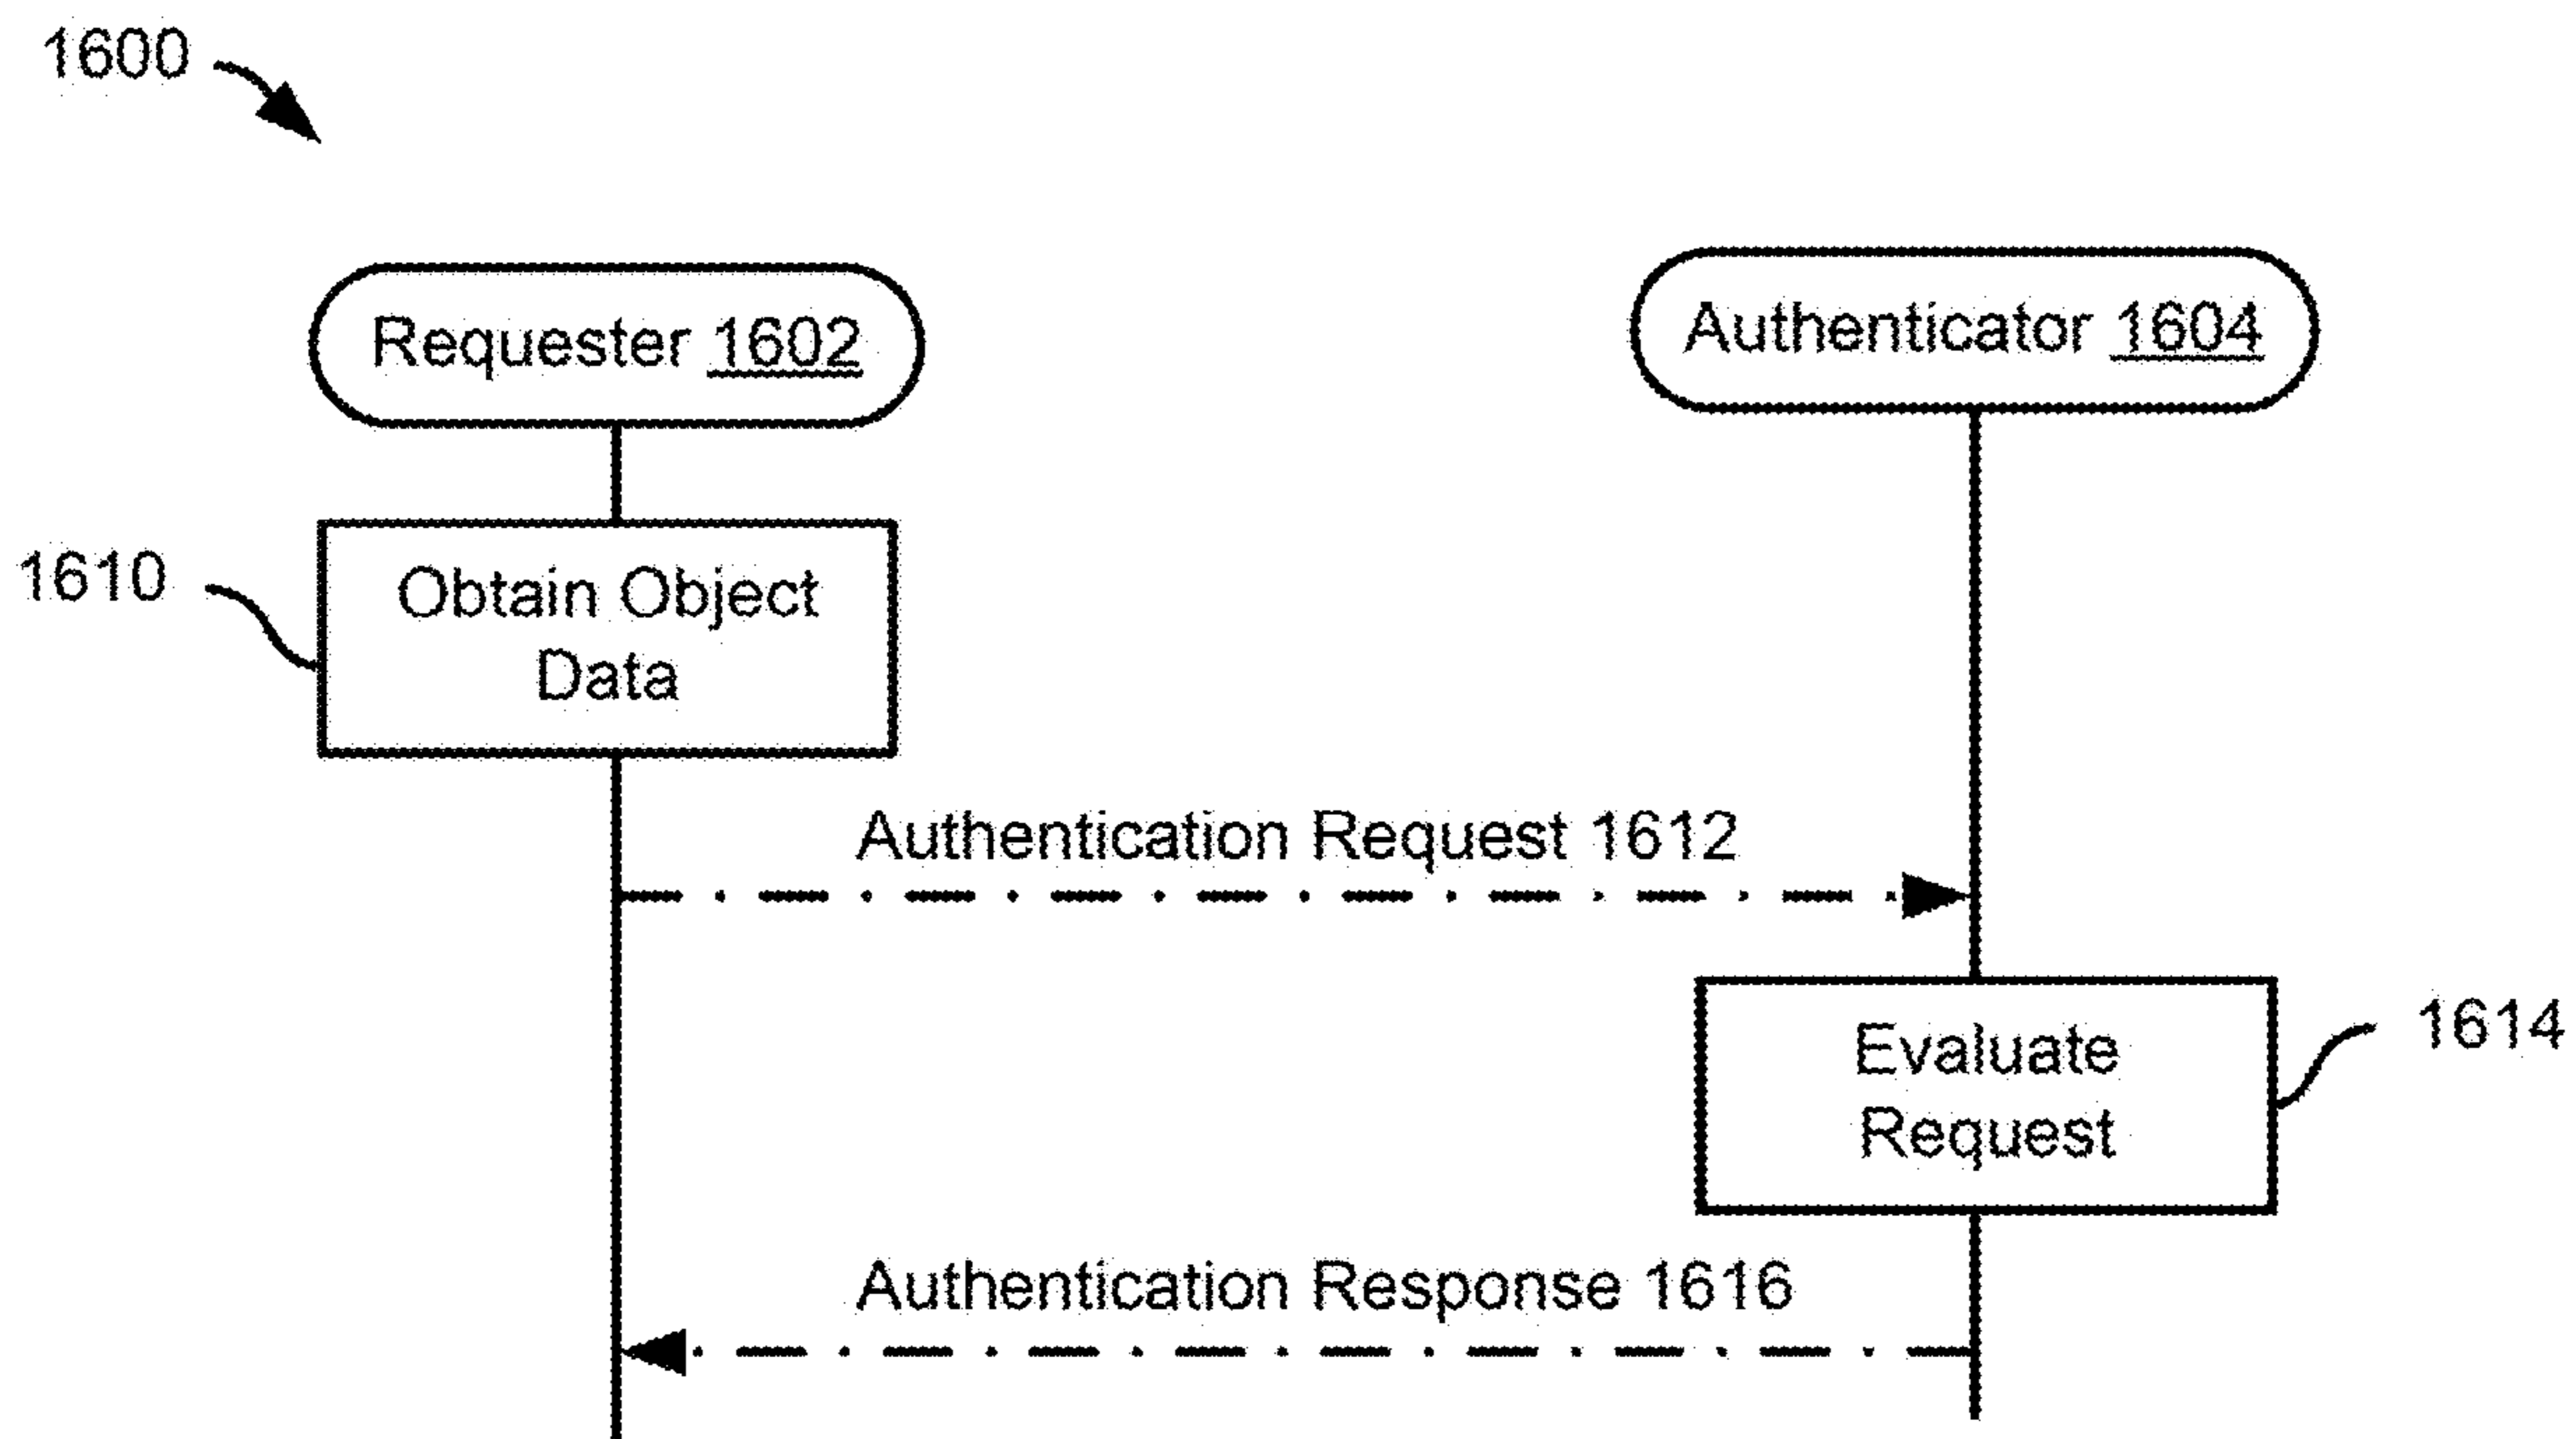 1600
Requester 1602
Authenticator 1604
1610
Obtain Object
Data
Authentication Request 1612
Evaluate
Request
1614
Authentication Response 1616